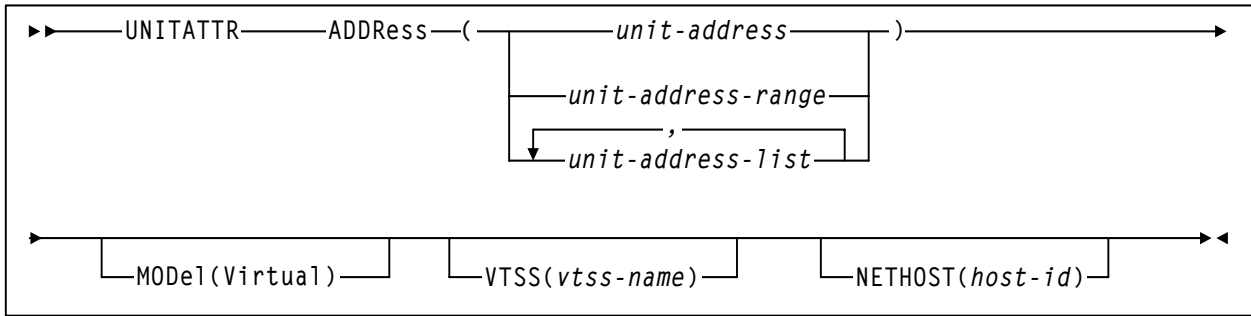 UNITATTR ADDRess ( unit-address )
unit-address-range
,
unit-address-list
MODel(Virtual) VTSS(vtss-name) NETHOST(host-id)